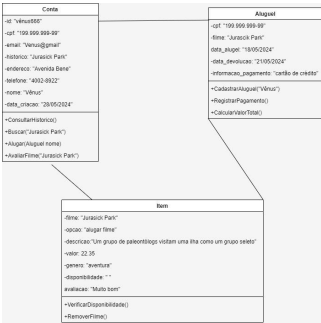 Conta
-id: "vênus666"
-cpf: "199.999.999-99"
-email: "Venus@gmail"
-historico: "Jurasick Park"
-endereco: "Avenida Bené"
-telefone: "4002-8922"
-nome: "Vênus"
-data_criacao: "28/05/2024"
+ConsultarHistorico()
+Buscar("Jurasick Park")
+Alugar(Aluguel nome)
+AvaliarFilme("Jurasick Park")
Aluguel
-cpf: "199.999.999-99"
-filme: "Jurascik Park"
data_alugel: "18/05/2024"
-data_devolucao: "21/05/2024"
-informacao_pagamento: "cartão de crédito"
+CadastrarAluguel("Vênus")
+RegistrarPagamento()
+CalcularValorTotal()
Item
-filme: "Jurasick Park"
-opcao: "alugar filme"
-descricao:"Um grupo de paleontólogs visitam uma ilha como um grupo seleto"
-valor: 22.35
-genero: "aventura"
-disponibilidade: " "
avaliacao: "Muito bom"
+VerificarDisponibilidade()
+RemoverFilme()